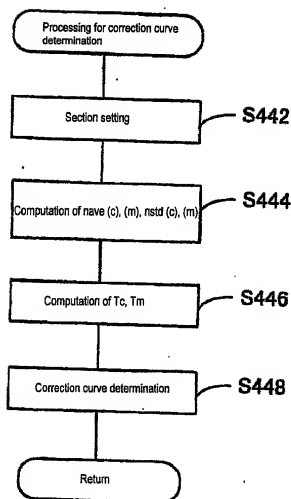 Processing for correction curve
determination
Section setting
S442
Computation of nave (c), (m), nstd (c), (m)
S444
Computation of Tc, Tm
S446
Correction curve determination
S448
Return